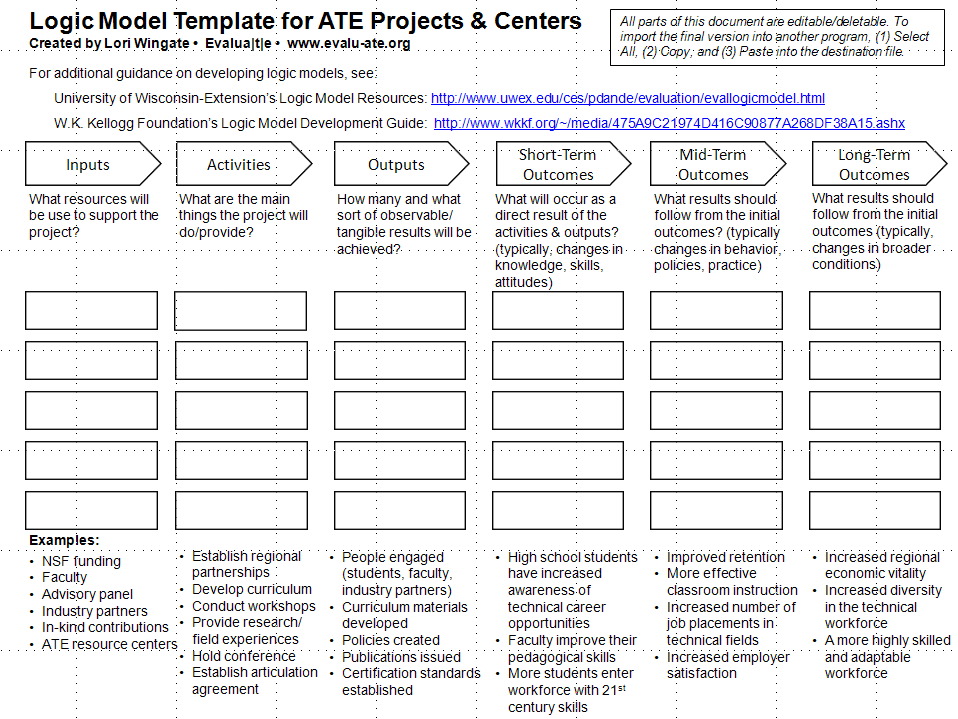 Logic Model Template for ATE Projects & Centers
Created by Lori Wingate • Evalua|t|e • www.evalu-ate.org
All parts of this document are editable/deletable. To
import the final version into another program, (1) Select
All, (2) Copy, and (3) Paste into the destination file.
For additional guidance on developing logic models, see:
University of Wisconsin-Extension's Logic Model Resources: http://www.uwex.edu/ces/pdande/evaluation/evallogicmodel.html
W.K. Kellogg Foundation's Logic Model Development Guide: http://www.wkkf.org/~/media/475A9C21974D416C90877A268DF38A15.ashx
Inputs
What resources will
be use to support the
project?
Activities
What are the main
things the project will
do/provide?
Outputs
How many and what
sort of observable/
tangible results will be
achieved?
Short-Term
Outcomes
What will occur as a
direct result of the
activities & outputs?
(typically, changes in
knowledge, skills,
attitudes)
Mid-Term
Outcomes
What results should
follow from the initial
outcomes? (typically
changes in behavior,
policies, practice)
Long-Term
Outcomes
What results should
follow from the initial
outcomes (typically,
changes in broader
conditions)
Examples:
• NSF funding
• Faculty
• Advisory panel
• Industry partners
• In-kind contributions
• ATE resource centers
• Establish regional
partnerships
• Develop curriculum
• Conduct workshops
• Provide research/
field experiences
• Hold conference
• Establish articulation
agreement
• People engaged
(students, faculty,
industry partners)
• Curriculum materials
developed
• Policies created
• Publications issued
• Certification standards
established
• High school students
have increased
awareness of
technical career
opportunities
• Faculty improve their
pedagogical skills
• More students enter
workforce with 21st
century skills
• Improved retention
• More effective
classroom instruction
• Increased number of
job placements in
technical fields
• Increased employer
satisfaction
• Increased regional
economic vitality
• Increased diversity
in the technical
workforce
• A more highly skilled
and adaptable
workforce